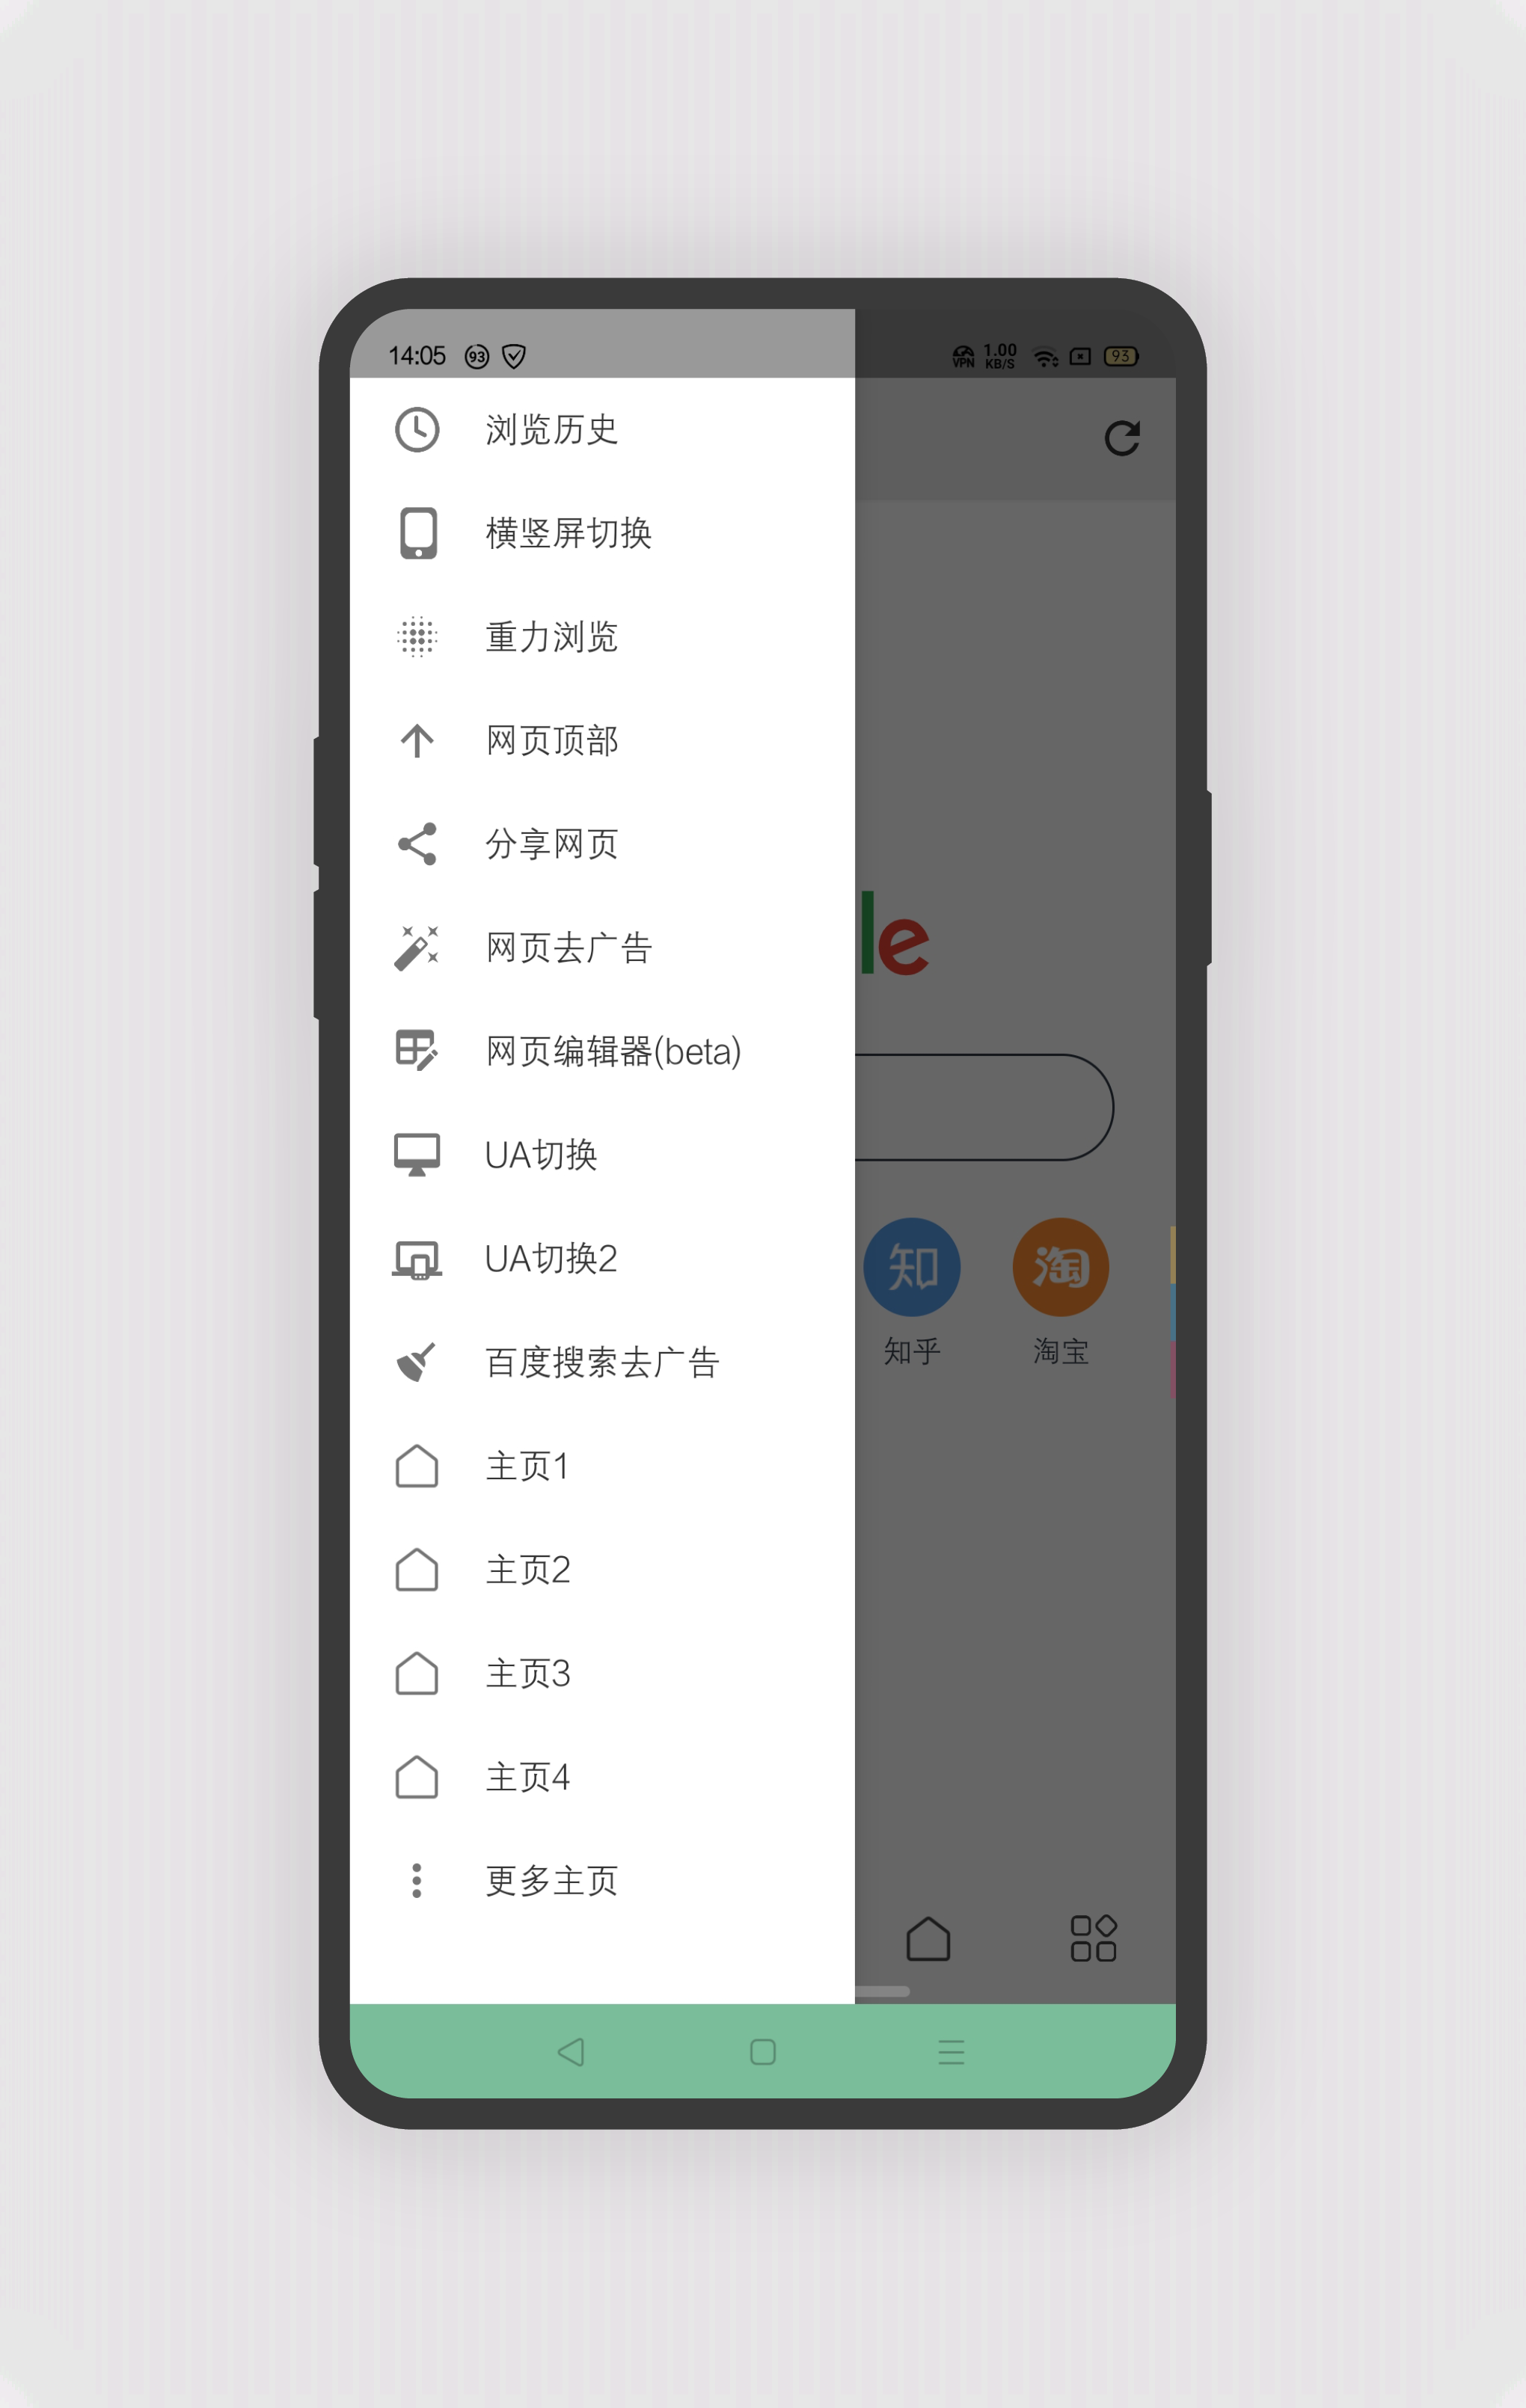 14:05 93
VPN 1.00 KB/S 93
浏览历史
横竖屏切换
重力浏览
网页顶部
分享网页
网页去广告
网页编辑器(beta)
UA切换
UA切换2
百度搜索去广告
主页1
主页2
主页3
主页4
更多主页
le
知 淘
知乎 淘宝